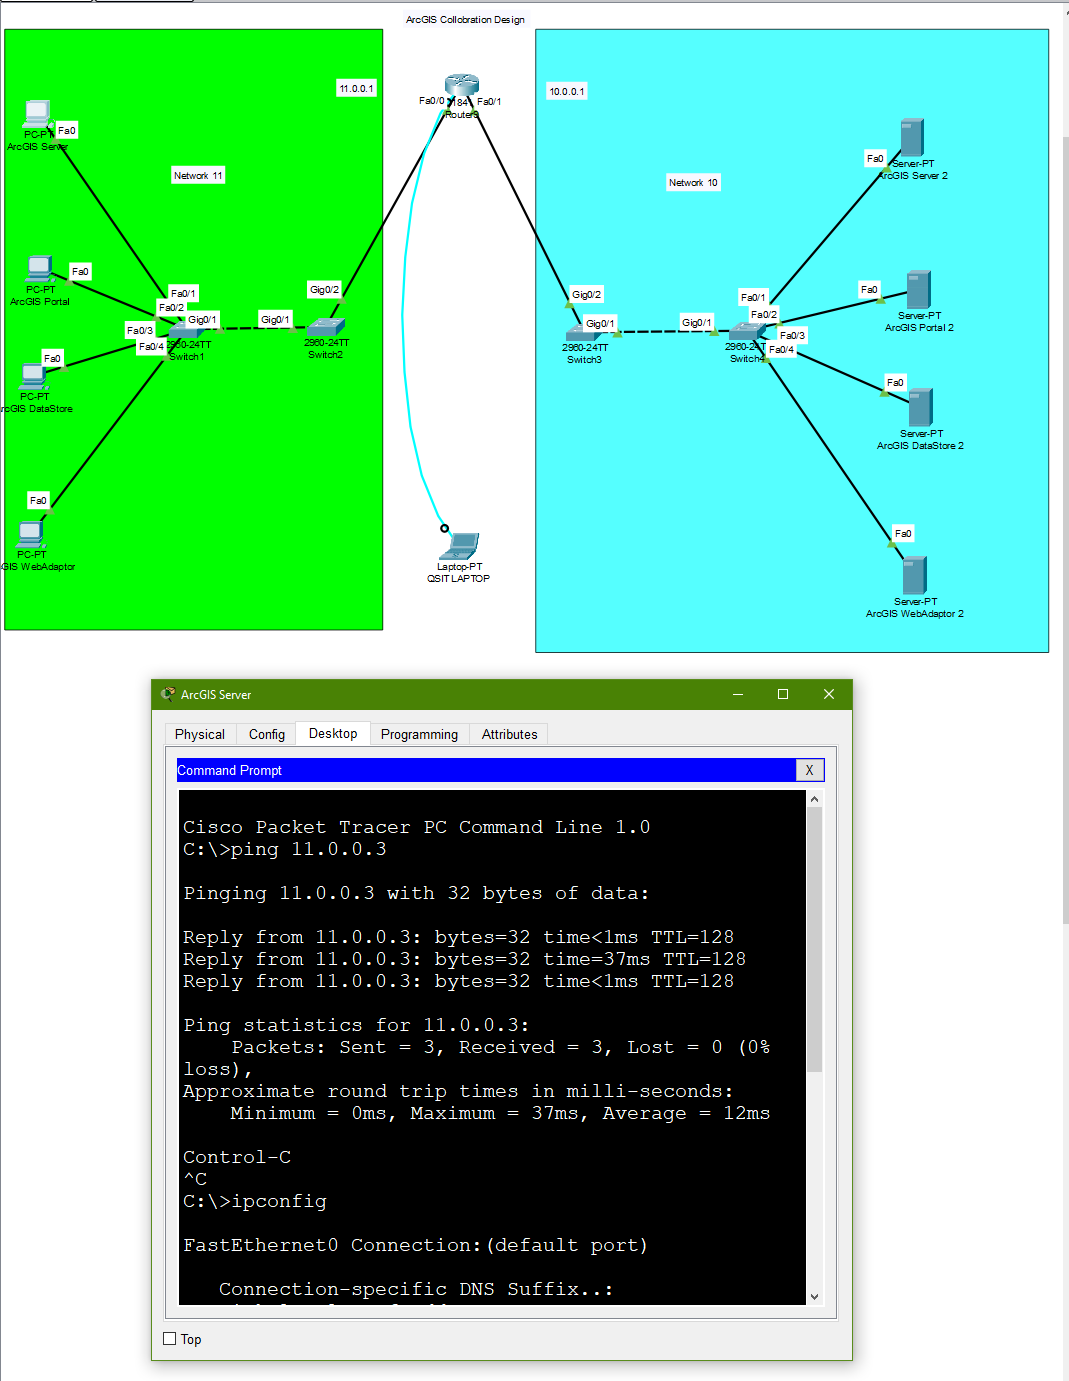 ArcGIS Collobration Design
11.0.0.1
Fa0/0
Fa0/1
10.0.0.1
Fa0
PC-PT
ArcGIS Server
Network 11
Network 10
Fa0
Server-PT
ArcGIS Server 2
Fa0
PC-PT
ArcGIS Portal
Fa0/1
Fa0/2
Gig0/1
Fa0/3
Fa0/4
2960-24TT
Switch1
Gig0/1
Gig0/2
2960-24TT
Switch2
Gig0/2
Gig0/1
2960-24TT
Switch3
Gig0/1
Fa0/1
Fa0/2
Fa0/3
Fa0/4
2960-24TT
Switch4
Fa0
Server-PT
ArcGIS Portal 2
Fa0
PC-PT
rcGIS DataStore
Fa0
Server-PT
ArcGIS DataStore 2
Fa0
PC-PT
GIS WebAdaptor
Laptop-PT
QSIT LAPTOP
Fa0
Server-PT
ArcGIS WebAdaptor 2
ArcGIS Server
Physical Config Desktop Programming Attributes
Command Prompt X
Cisco Packet Tracer PC Command Line 1.0
C:\>ping 11.0.0.3
Pinging 11.0.0.3 with 32 bytes of data:
Reply from 11.0.0.3: bytes=32 time<1ms TTL=128
Reply from 11.0.0.3: bytes=32 time=37ms TTL=128
Reply from 11.0.0.3: bytes=32 time<1ms TTL=128
Ping statistics for 11.0.0.3:
Packets: Sent = 3, Received = 3, Lost = 0 (0%
loss),
Approximate round trip times in milli-seconds:
Minimum = 0ms, Maximum = 37ms, Average = 12ms
Control-C
^C
C:\>ipconfig
FastEthernet0 Connection:(default port)
Connection-specific DNS Suffix..:
Top